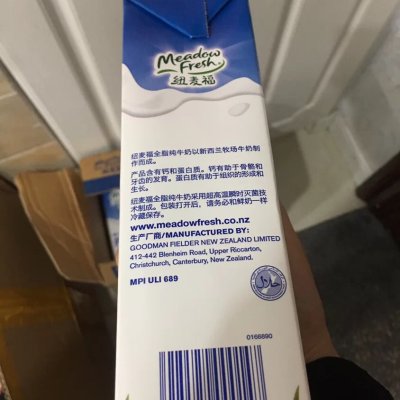 Meadow
Fresh
纽麦福
纽麦福全脂纯牛奶以新西兰牧场牛奶制
作而成。
产品含有钙和蛋白质。钙有助于骨骼和
牙齿的发育。蛋白质有助于组织的形成和
生长。
纽麦福全脂纯牛奶采用超高温瞬时灭菌技
术制成。包装打开后，请务必和鲜奶一样
冷藏保存。
www.meadowfresh.co.nz
生产厂商/MANUFACTURED BY:
GOODMAN FIELDER NEW ZEALAND LIMITED
412-442 Blenheim Road, Upper Riccarton,
Christchurch, Canterbury, New Zealand.
MPI ULI 689
حلال
0166890